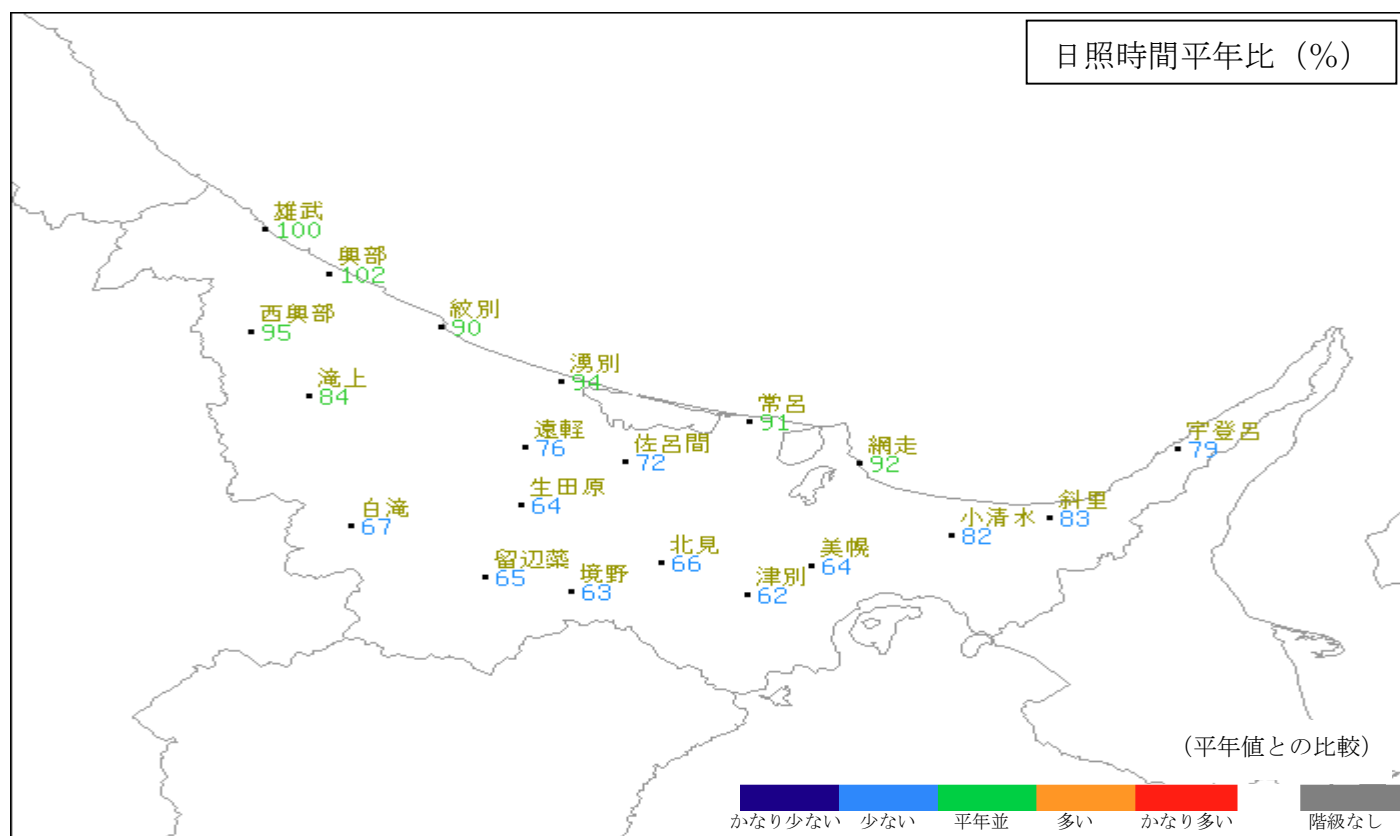 日照時間平年比（％）
雄武
100
興部
102
西興部
95
紋別
90
滝上
84
湧別
94
常呂
91
遠軽
76
佐呂間
72
網走
92
宇登呂
79
生田原
64
白滝
67
斜里
83
小清水
82
留辺蘂
65
境野
63
北見
66
美幌
64
津別
62
（平年値との比較）
かなり少ない 少ない 平年並 多い かなり多い 階級なし